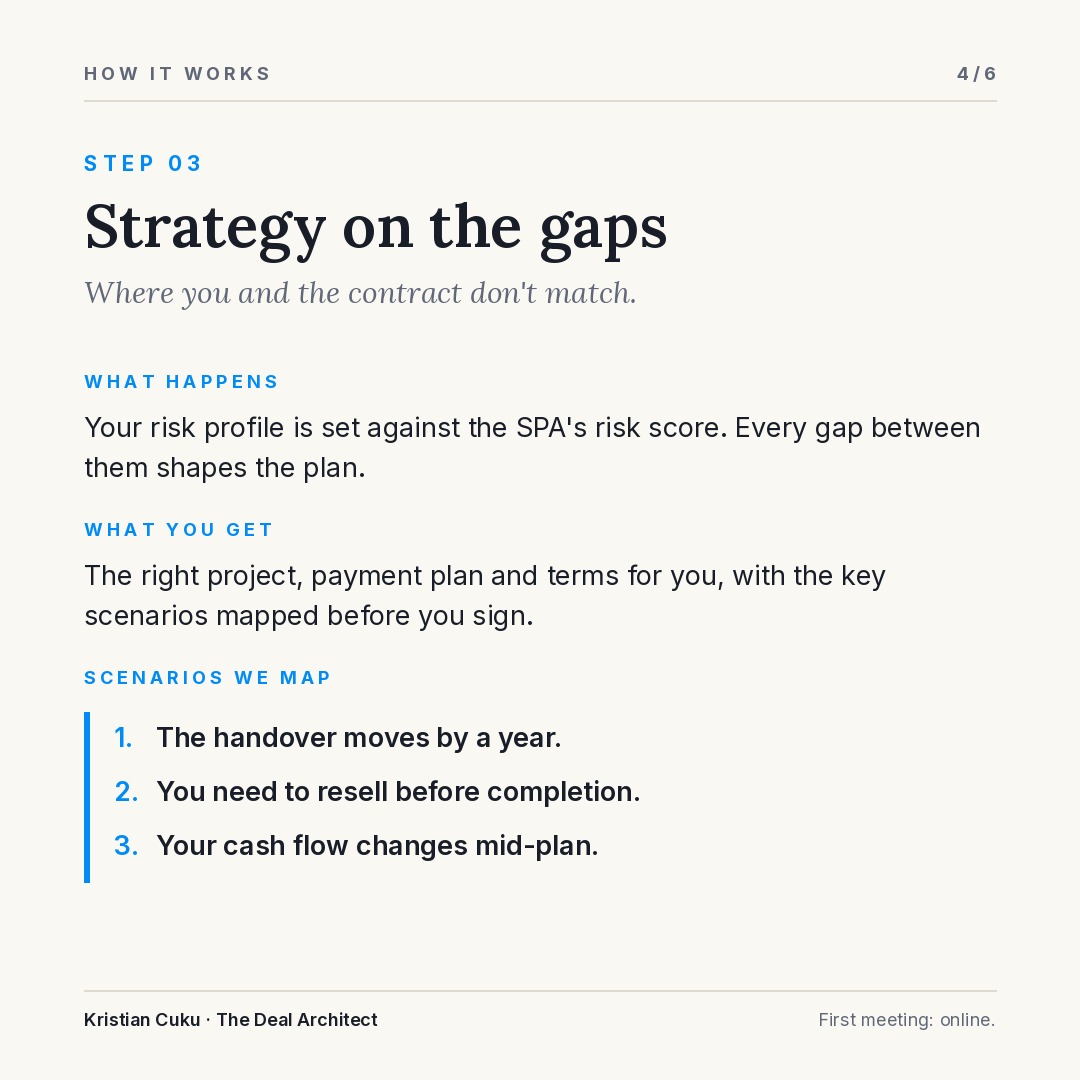 HOW IT WORKS
4/6
STEP 03
Strategy on the gaps
Where you and the contract don't match.
WHAT HAPPENS
Your risk profile is set against the SPA's risk score. Every gap between
them shapes the plan.
WHAT YOU GET
The right project, payment plan and terms for you, with the key
scenarios mapped before you sign.
SCENARIOS WE MAP
1. The handover moves by a year.
2. You need to resell before completion.
3. Your cash flow changes mid-plan.
Kristian Cuku · The Deal Architect
First meeting: online.